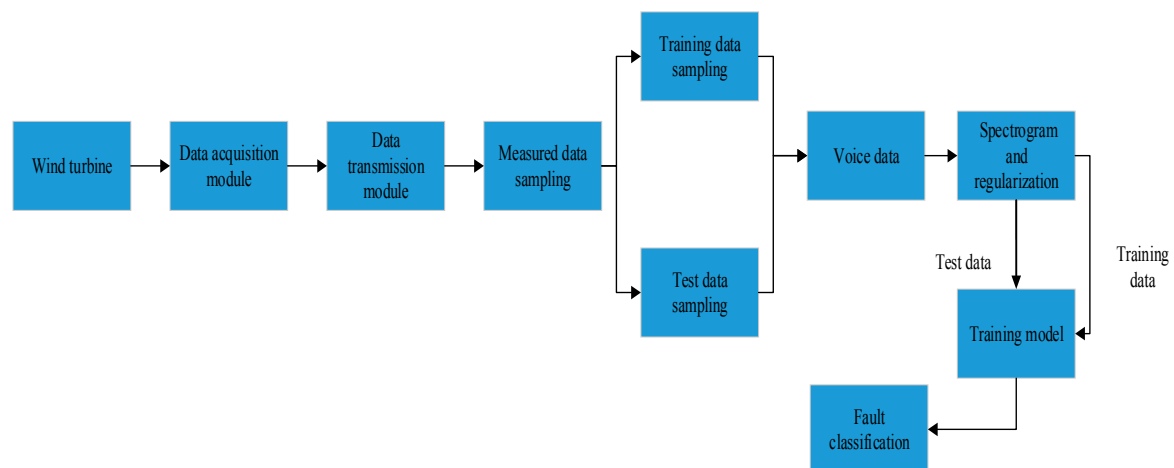 Wind turbine
Data acquisition
module
Data
transmission
module
Measured data
sampling
Training data
sampling
Test data
sampling
Voice data
Spectrogram
and
regularization
Test data
Training
data
Training model
Fault
classification